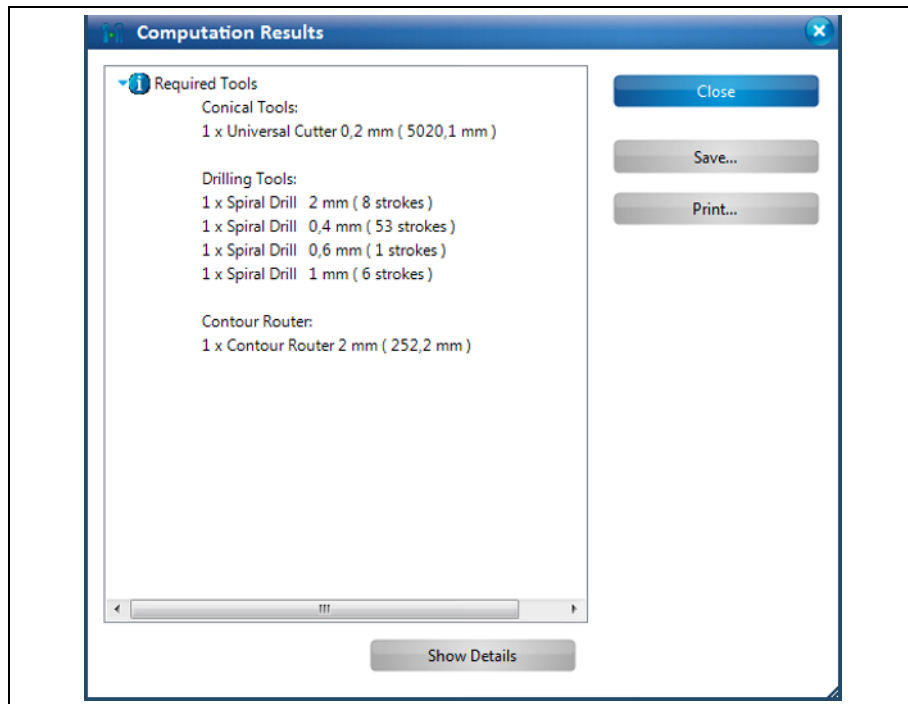 Computation Results
Required Tools
Conical Tools:
1 x Universal Cutter 0,2 mm ( 5020,1 mm )
Drilling Tools:
1 x Spiral Drill 2 mm ( 8 strokes )
1 x Spiral Drill 0,4 mm ( 53 strokes )
1 x Spiral Drill 0,6 mm ( 1 strokes )
1 x Spiral Drill 1 mm ( 6 strokes )
Contour Router:
1 x Contour Router 2 mm ( 252,2 mm )
Close
Save...
Print...
Show Details